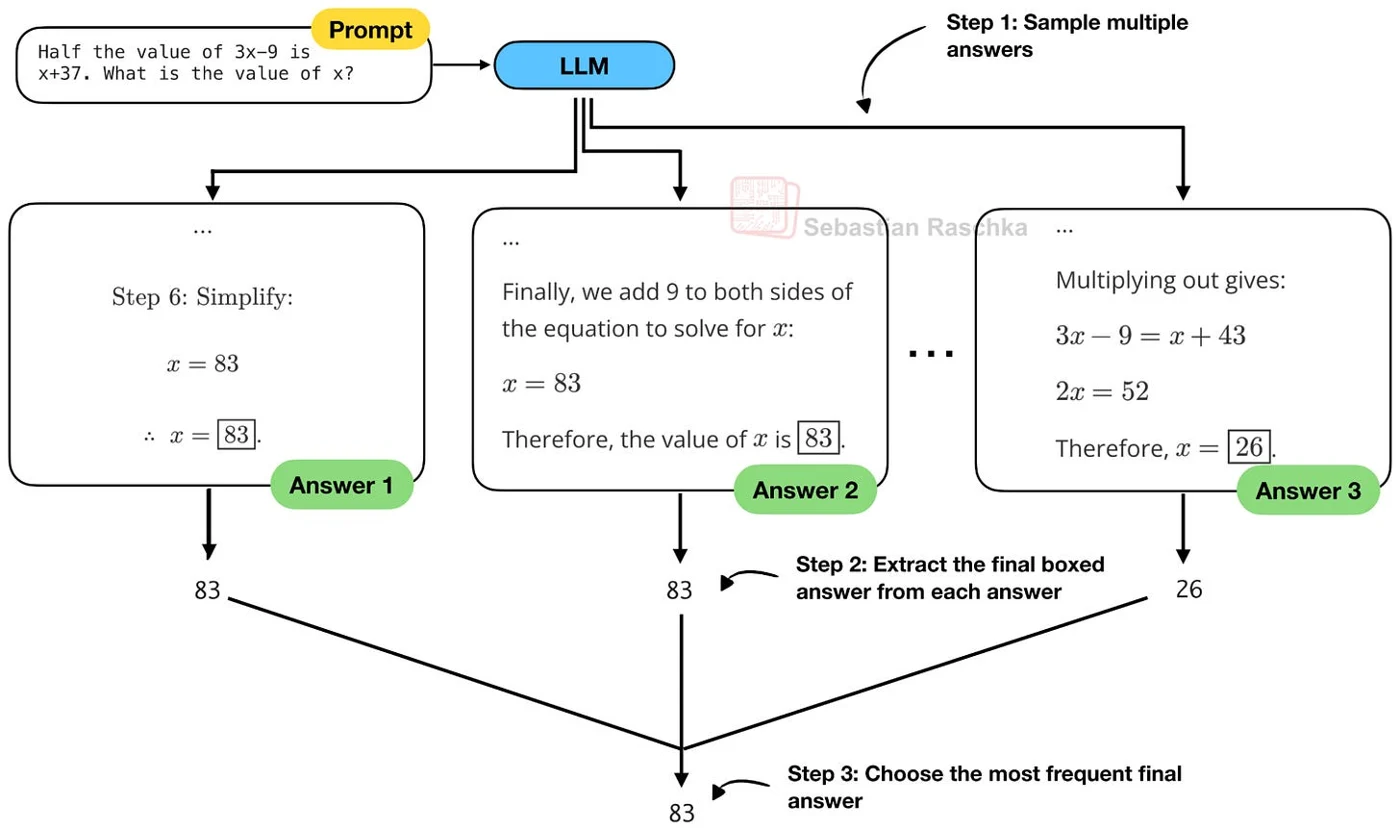 Prompt
Half the value of 3x−9 is
x+37. What is the value of x?
LLM
Step 1: Sample multiple
answers
Sebastian Raschka
...
Step 6: Simplify:
x = 83
∴ x = 83.
Answer 1
...
Finally, we add 9 to both sides of
the equation to solve for x:
x = 83
Therefore, the value of x is 83.
Answer 2
...
...
Multiplying out gives:
3x − 9 = x + 43
2x = 52
Therefore, x = 26.
Answer 3
83
83
Step 2: Extract the final boxed
answer from each answer
26
Step 3: Choose the most frequent final
answer
83